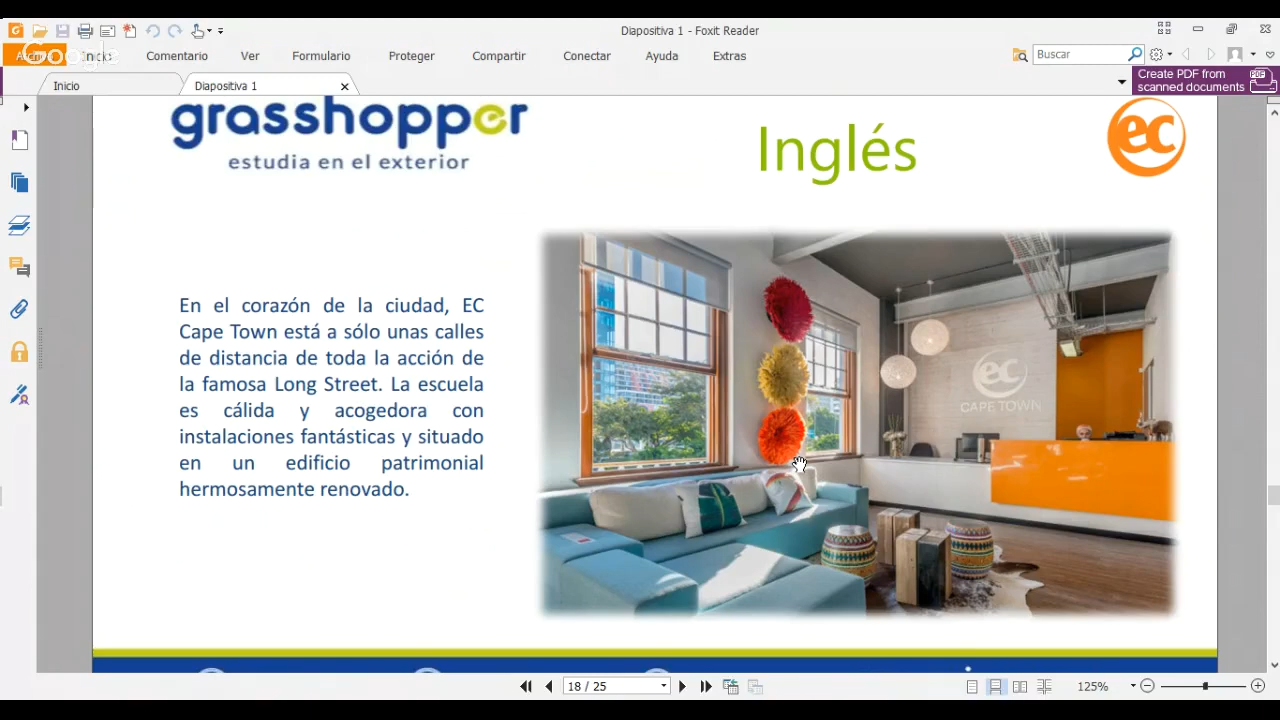 Diapositiva 1 - Foxit Reader
Google
Archivo Inicio Comentario Ver Formulario Proteger Compartir Conectar Ayuda Extras
Buscar
Inicio
Diapositiva 1
Create PDF from
scanned documents
PDF
grasshopper
estudia en el exterior
Inglés
ec
En el corazón de la ciudad, EC
Cape Town está a sólo unas calles
de distancia de toda la acción de
la famosa Long Street. La escuela
es cálida y acogedora con
instalaciones fantásticas y situado
en un edificio patrimonial
hermosamente renovado.
ec
CAPE TOWN
18 / 25
125%